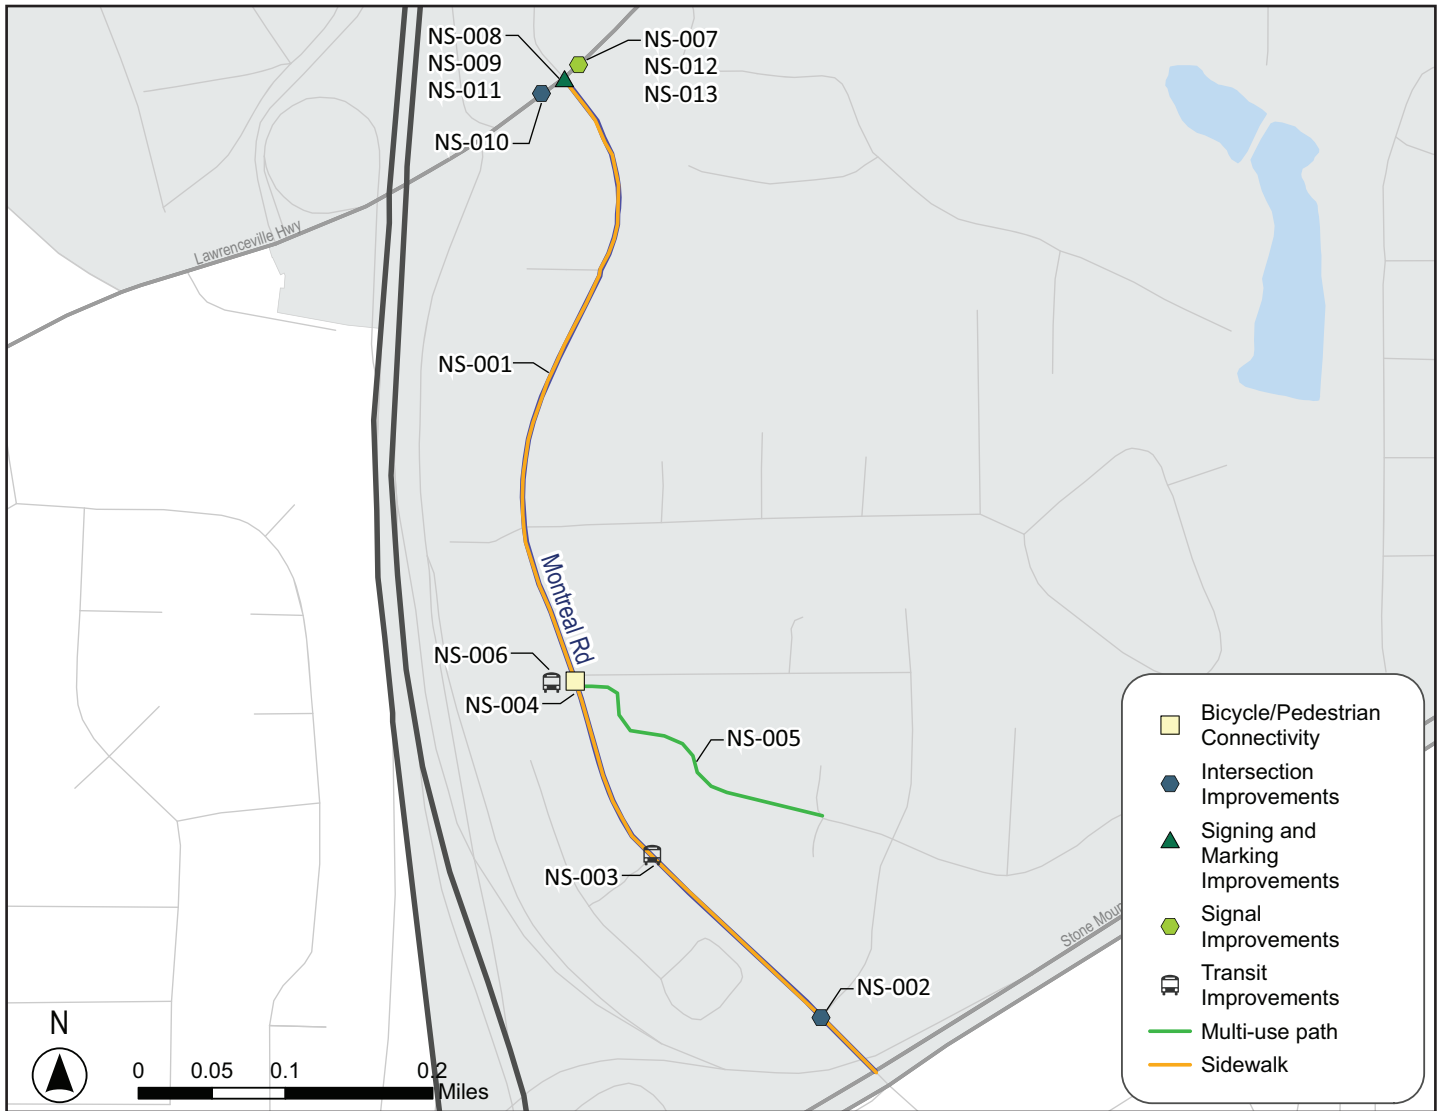 NS-008
NS-009
NS-011
NS-007
NS-012
NS-013
NS-010
Lawrenceville Hwy
NS-001
Montreal Rd
NS-006
NS-004
NS-005
NS-003
NS-002
Stone Moun
Bicycle/Pedestrian
Connectivity
Intersection
Improvements
Signing and
Marking
Improvements
Signal
Improvements
Transit
Improvements
Multi-use path
Sidewalk
N
0 0.05 0.1 0.2
Miles